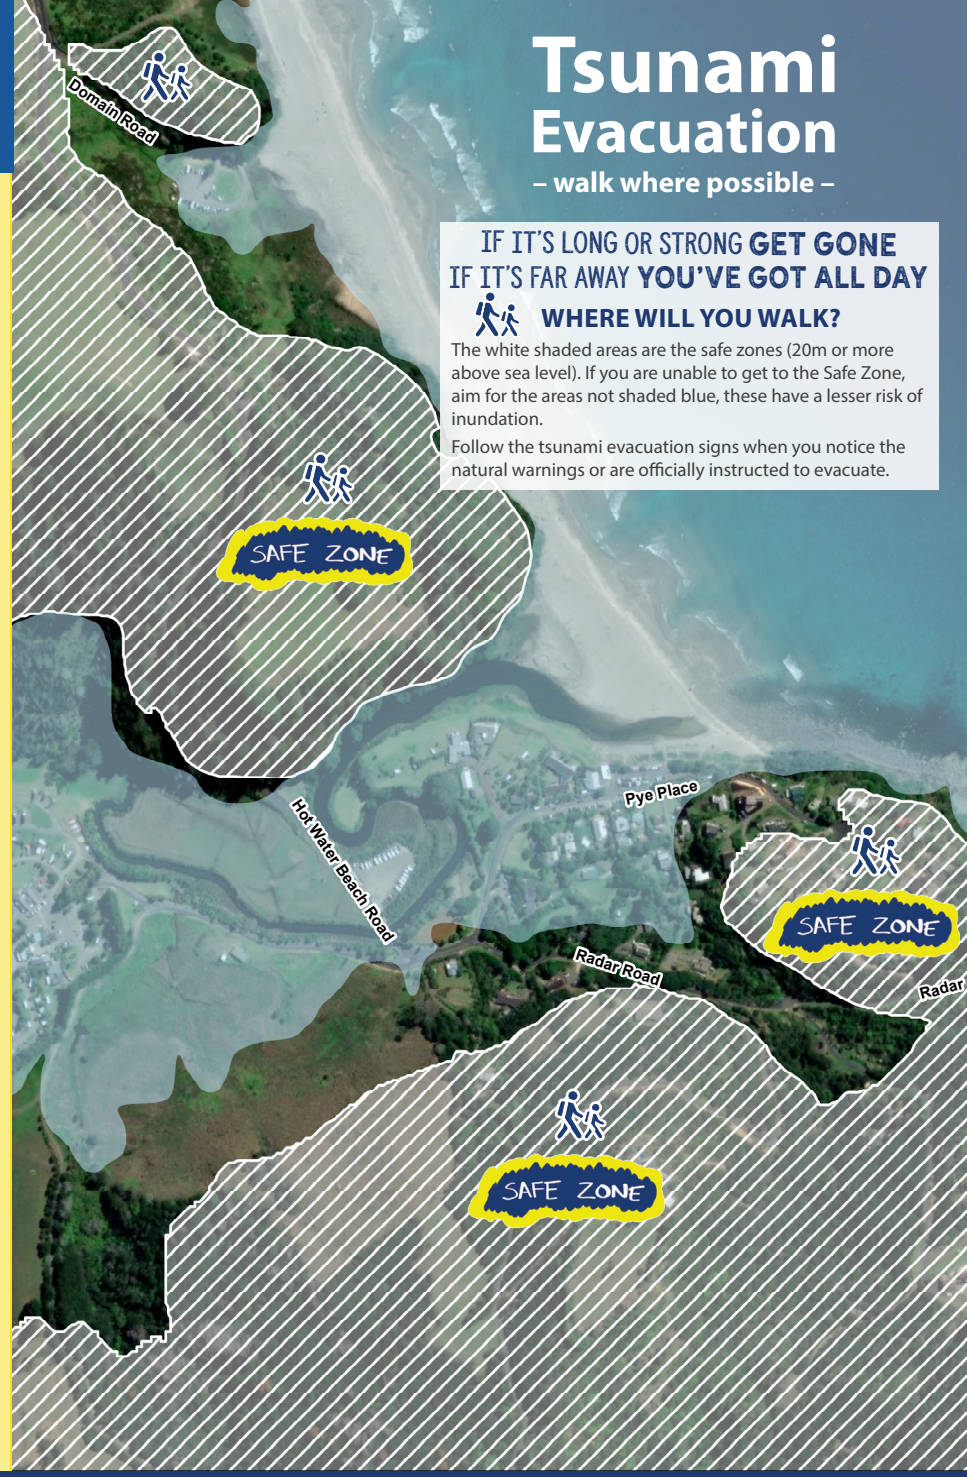 Tsunami
Evacuation
– walk where possible –
IF IT'S LONG OR STRONG GET GONE
IF IT'S FAR AWAY YOU'VE GOT ALL DAY
WHERE WILL YOU WALK?
The white shaded areas are the safe zones (20m or more
above sea level). If you are unable to get to the Safe Zone,
aim for the areas not shaded blue, these have a lesser risk of
inundation.
Follow the tsunami evacuation signs when you notice the
natural warnings or are officially instructed to evacuate.
Domain Road
SAFE ZONE
Pye Place
Hot Water Beach Road
SAFE ZONE
Radar Road
Radar
SAFE ZONE